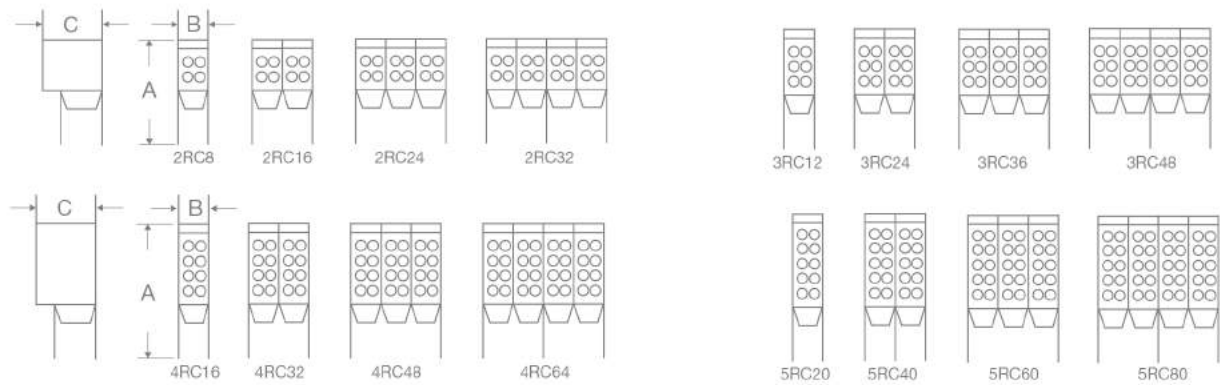 C B
A
2RC8 2RC16 2RC24 2RC32
3RC12 3RC24 3RC36 3RC48
C B
A
4RC16 4RC32 4RC48 4RC64
5RC20 5RC40 5RC60 5RC80